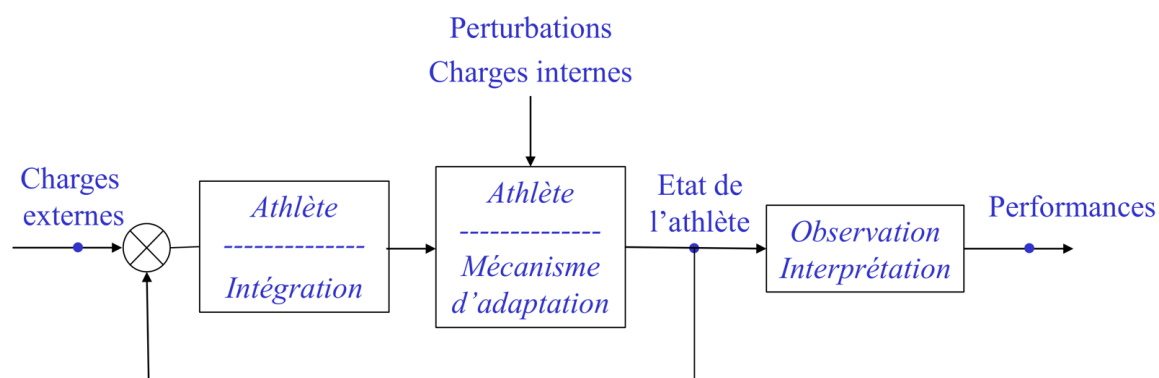 Perturbations
Charges internes
Charges
externes
Athlète
Intégration
Athlète
Mécanisme
d'adaptation
Etat de
l'athlète
Observation
Interprétation
Performances